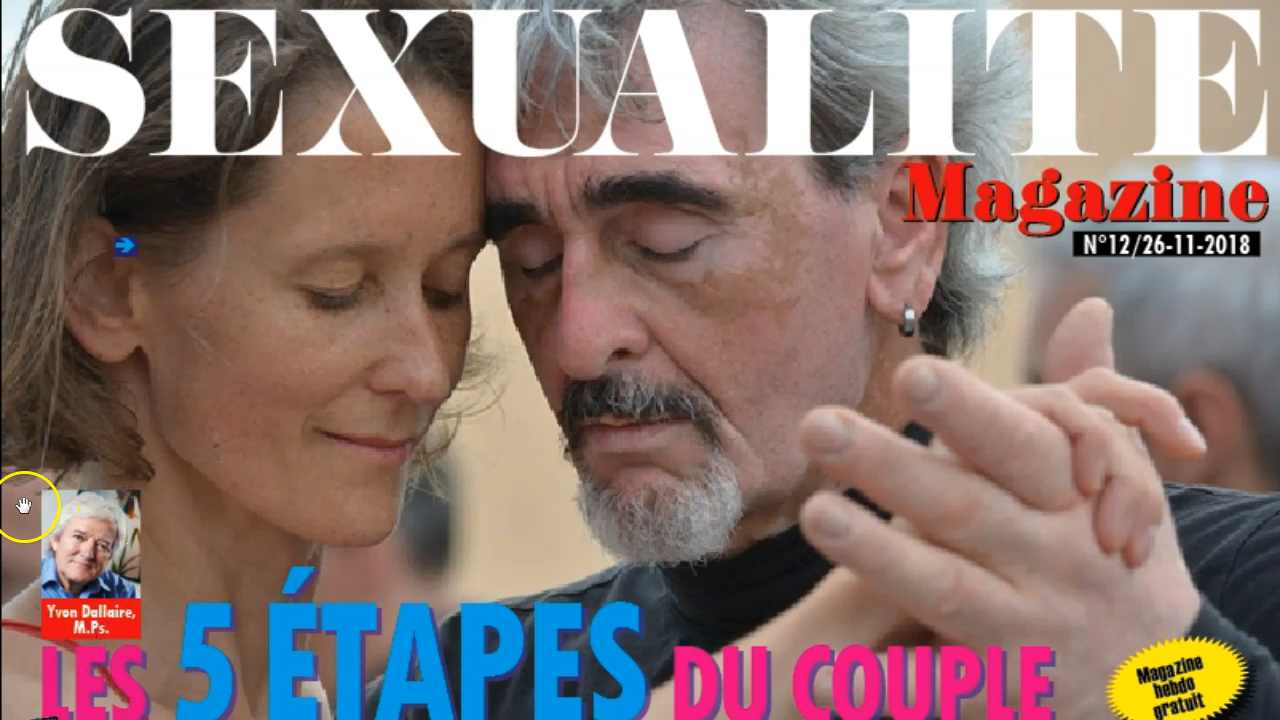 SEXUALITE
Magazine
N°12/26-11-2018
Yvon Dallaire,
M.Ps.
LES 5 ÉTAPES DU COUPLE
Magazine
hebdo
gratuit